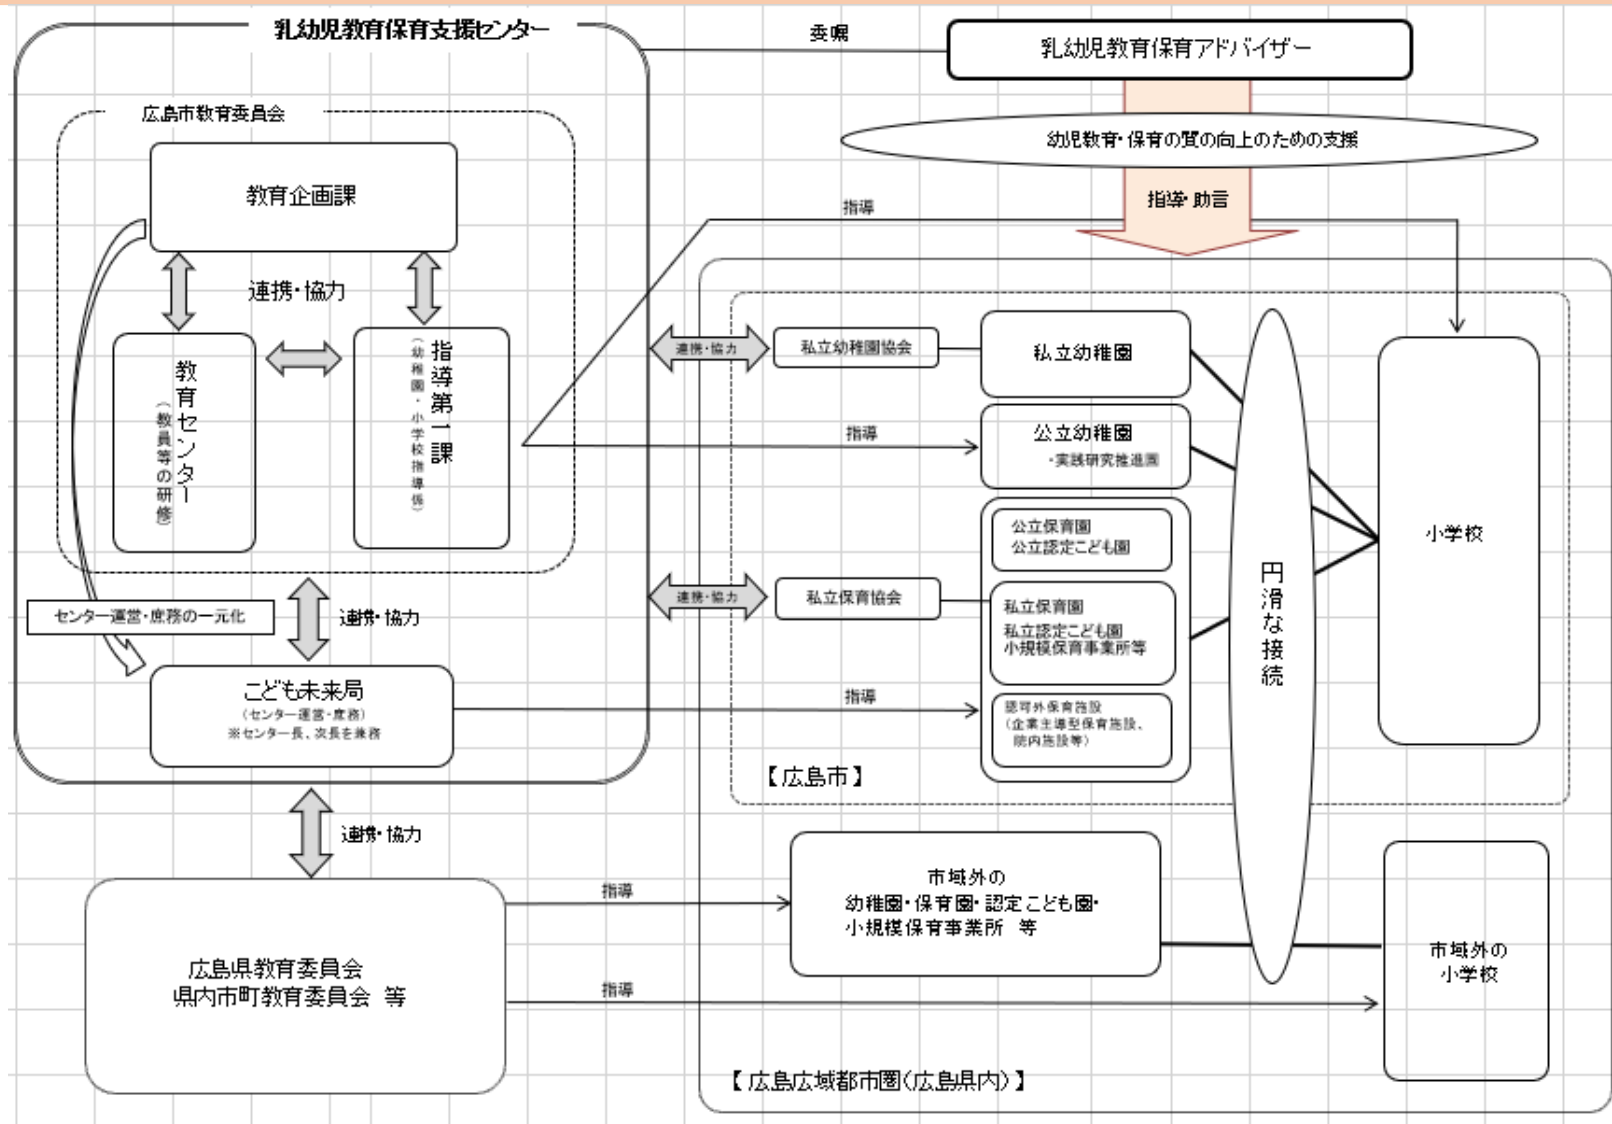 乳幼児教育保育支援センター
委嘱
乳幼児教育保育アドバイザー
広島市教育委員会
幼児教育・保育の質の向上のための支援
教育企画課
指導・助言
指導
連携・協力
連携・協力
私立幼稚園協会
私立幼稚園
教育センター
(教員等の研修)
指導第一課
(幼稚園・小学校指導係)
指導
公立幼稚園
・実践研究推進園
公立保育園
公立認定こども園
小学校
円滑な接続
連携・協力
私立保育協会
私立保育園
私立認定こども園
小規模保育事業所等
センター運営・庶務の一元化
連携・協力
こども未来局
(センター運営・庶務)
※センター長、次長を兼務
指導
認可外保育施設
(企業主導型保育施設、
院内施設等)
【広島市】
連携・協力
指導
市域外の
幼稚園・保育園・認定こども園・
小規模保育事業所 等
広島県教育委員会
県内市町教育委員会 等
指導
市域外の
小学校
【広島広域都市圏(広島県内)】